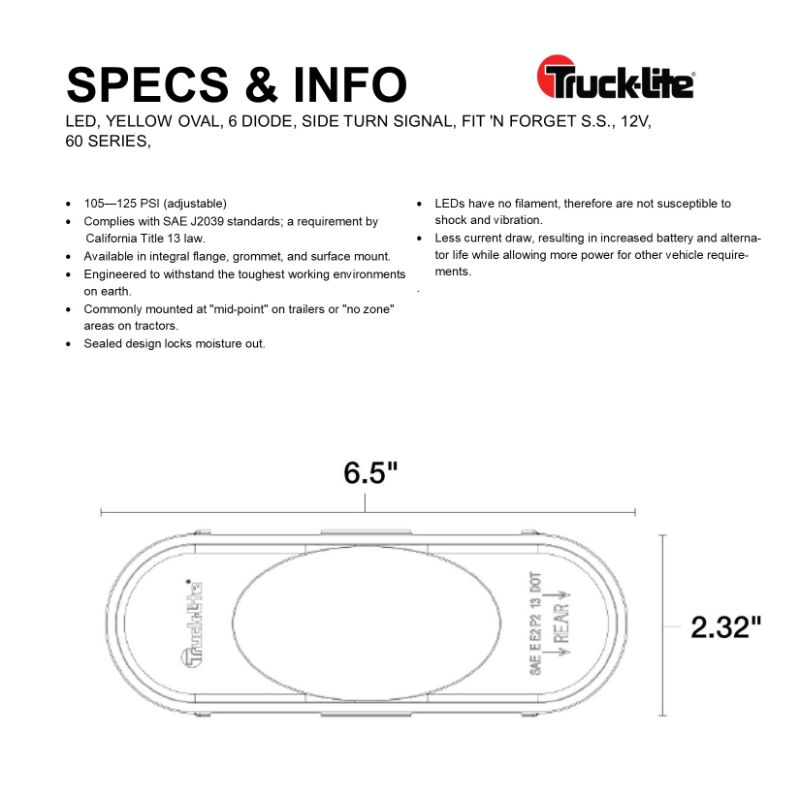 SPECS & INFO
Truck-Lite®
LED, YELLOW OVAL, 6 DIODE, SIDE TURN SIGNAL, FIT 'N FORGET S.S., 12V,
60 SERIES,
• 105—125 PSI (adjustable)
• Complies with SAE J2039 standards; a requirement by
California Title 13 law.
• Available in integral flange, grommet, and surface mount.
• Engineered to withstand the toughest working environments
on earth.
• Commonly mounted at "mid-point" on trailers or "no zone"
areas on tractors.
• Sealed design locks moisture out.
• LEDs have no filament, therefore are not susceptible to
shock and vibration.
• Less current draw, resulting in increased battery and alterna-
tor life while allowing more power for other vehicle require-
ments.
6.5"
Truck-Lite
SAE E E2 P2 13 DOT
REAR
2.32"